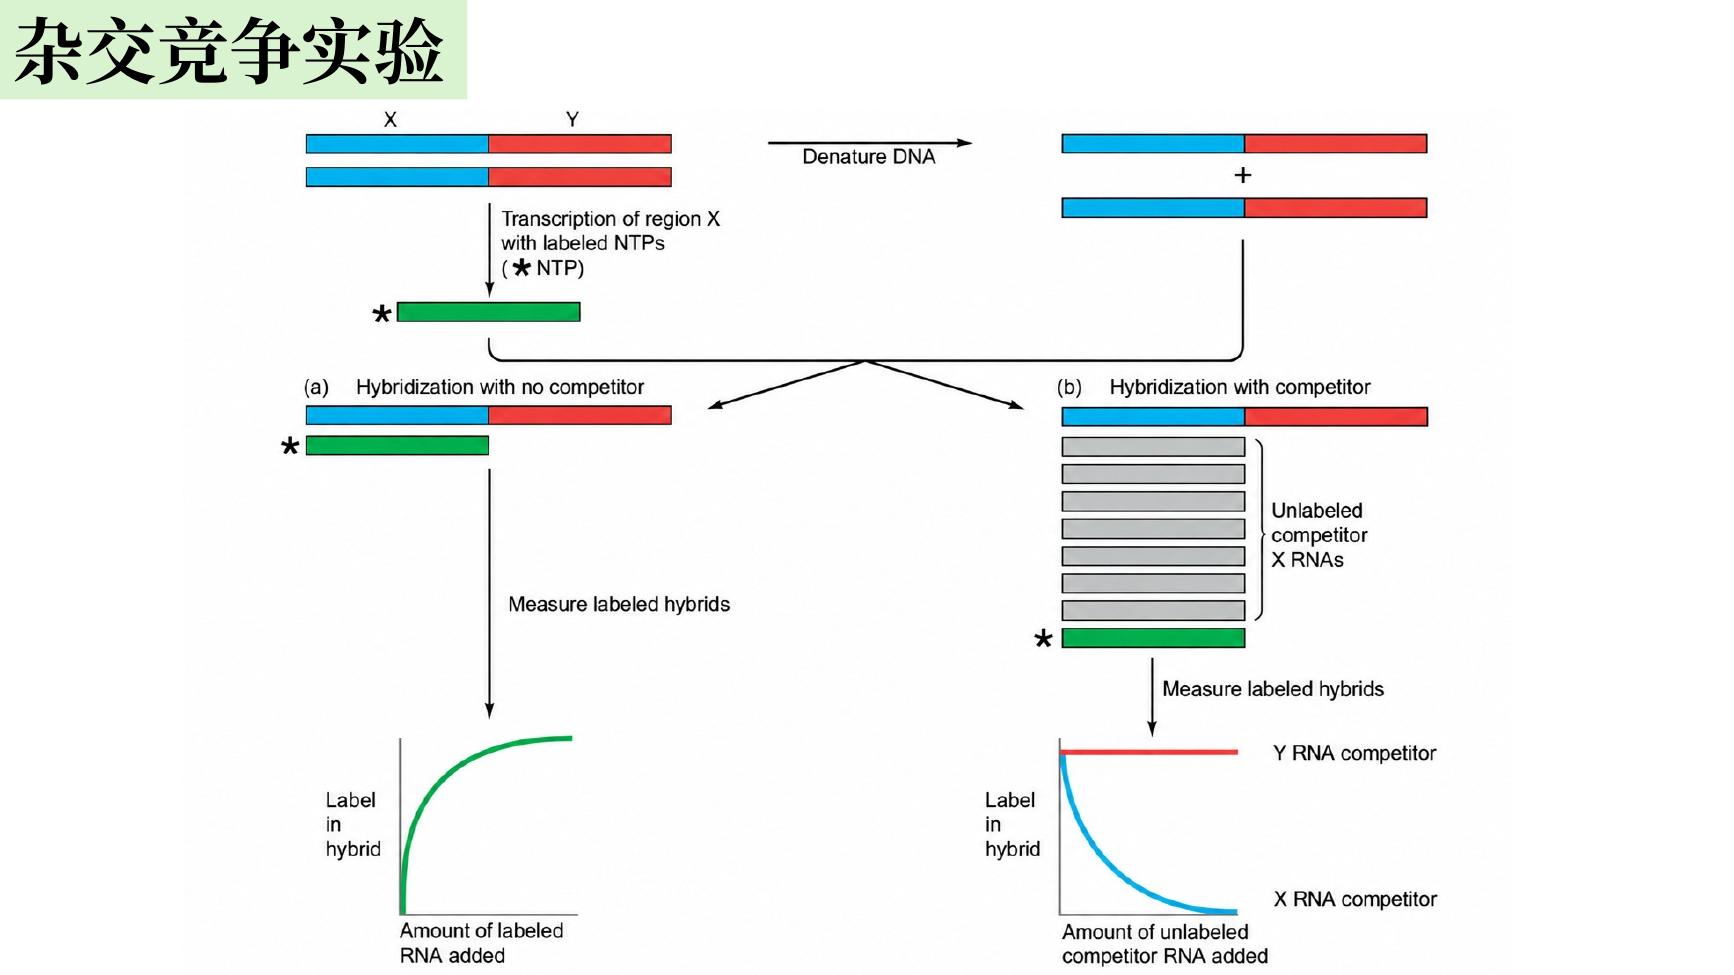 杂交竞争实验
X
Y
Denature DNA
+
Transcription of region X
with labeled NTPs
(* NTP)
*
(a) Hybridization with no competitor
*
Measure labeled hybrids
Label
in
hybrid
Amount of labeled
RNA added
(b) Hybridization with competitor
Unlabeled
competitor
X RNAs
*
Measure labeled hybrids
Y RNA competitor
Label
in
hybrid
X RNA competitor
Amount of unlabeled
competitor RNA added